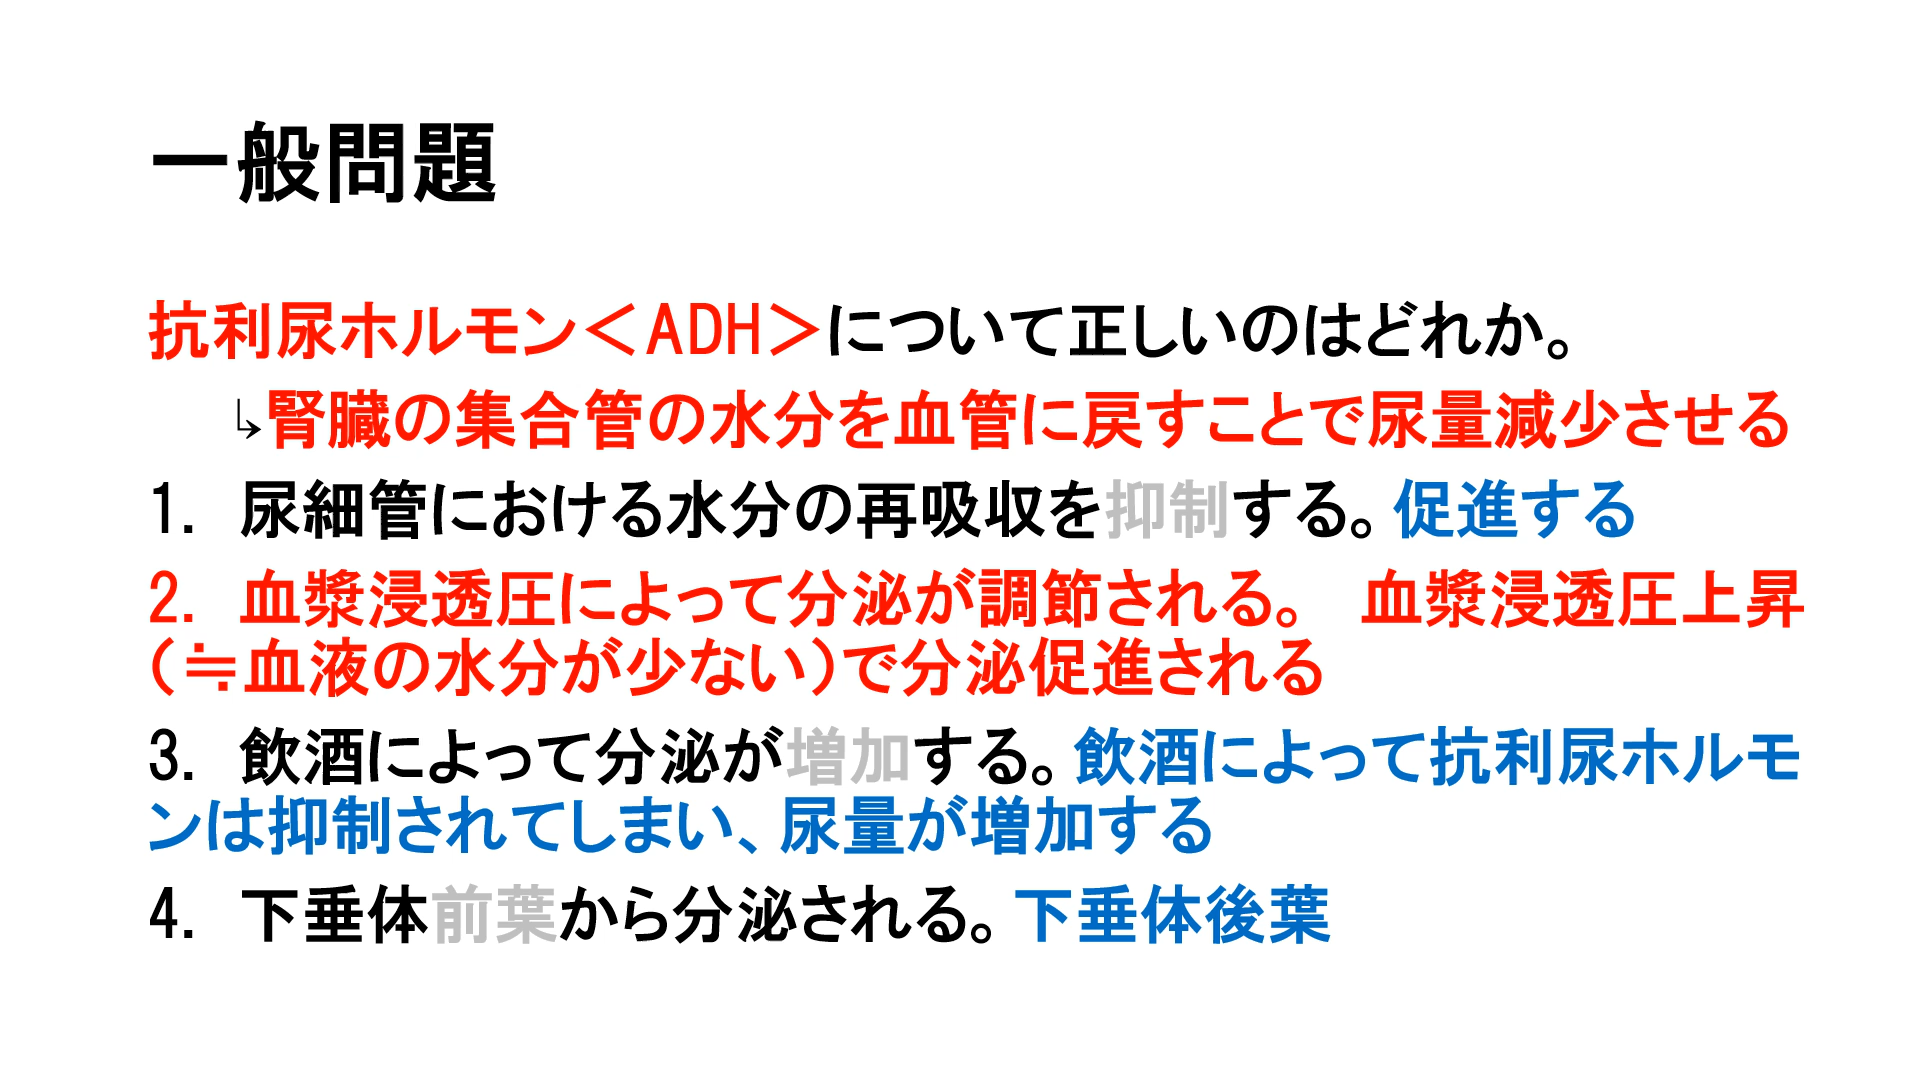 一般問題
抗利尿ホルモン＜ADH＞について正しいのはどれか。
↳腎臓の集合管の水分を血管に戻すことで尿量減少させる
1. 尿細管における水分の再吸収を抑制する。促進する
2. 血漿浸透圧によって分泌が調節される。　血漿浸透圧上昇
（≒血液の水分が少ない）で分泌促進される
3. 飲酒によって分泌が増加する。飲酒によって抗利尿ホルモ
ンは抑制されてしまい、尿量が増加する
4. 下垂体前葉から分泌される。下垂体後葉